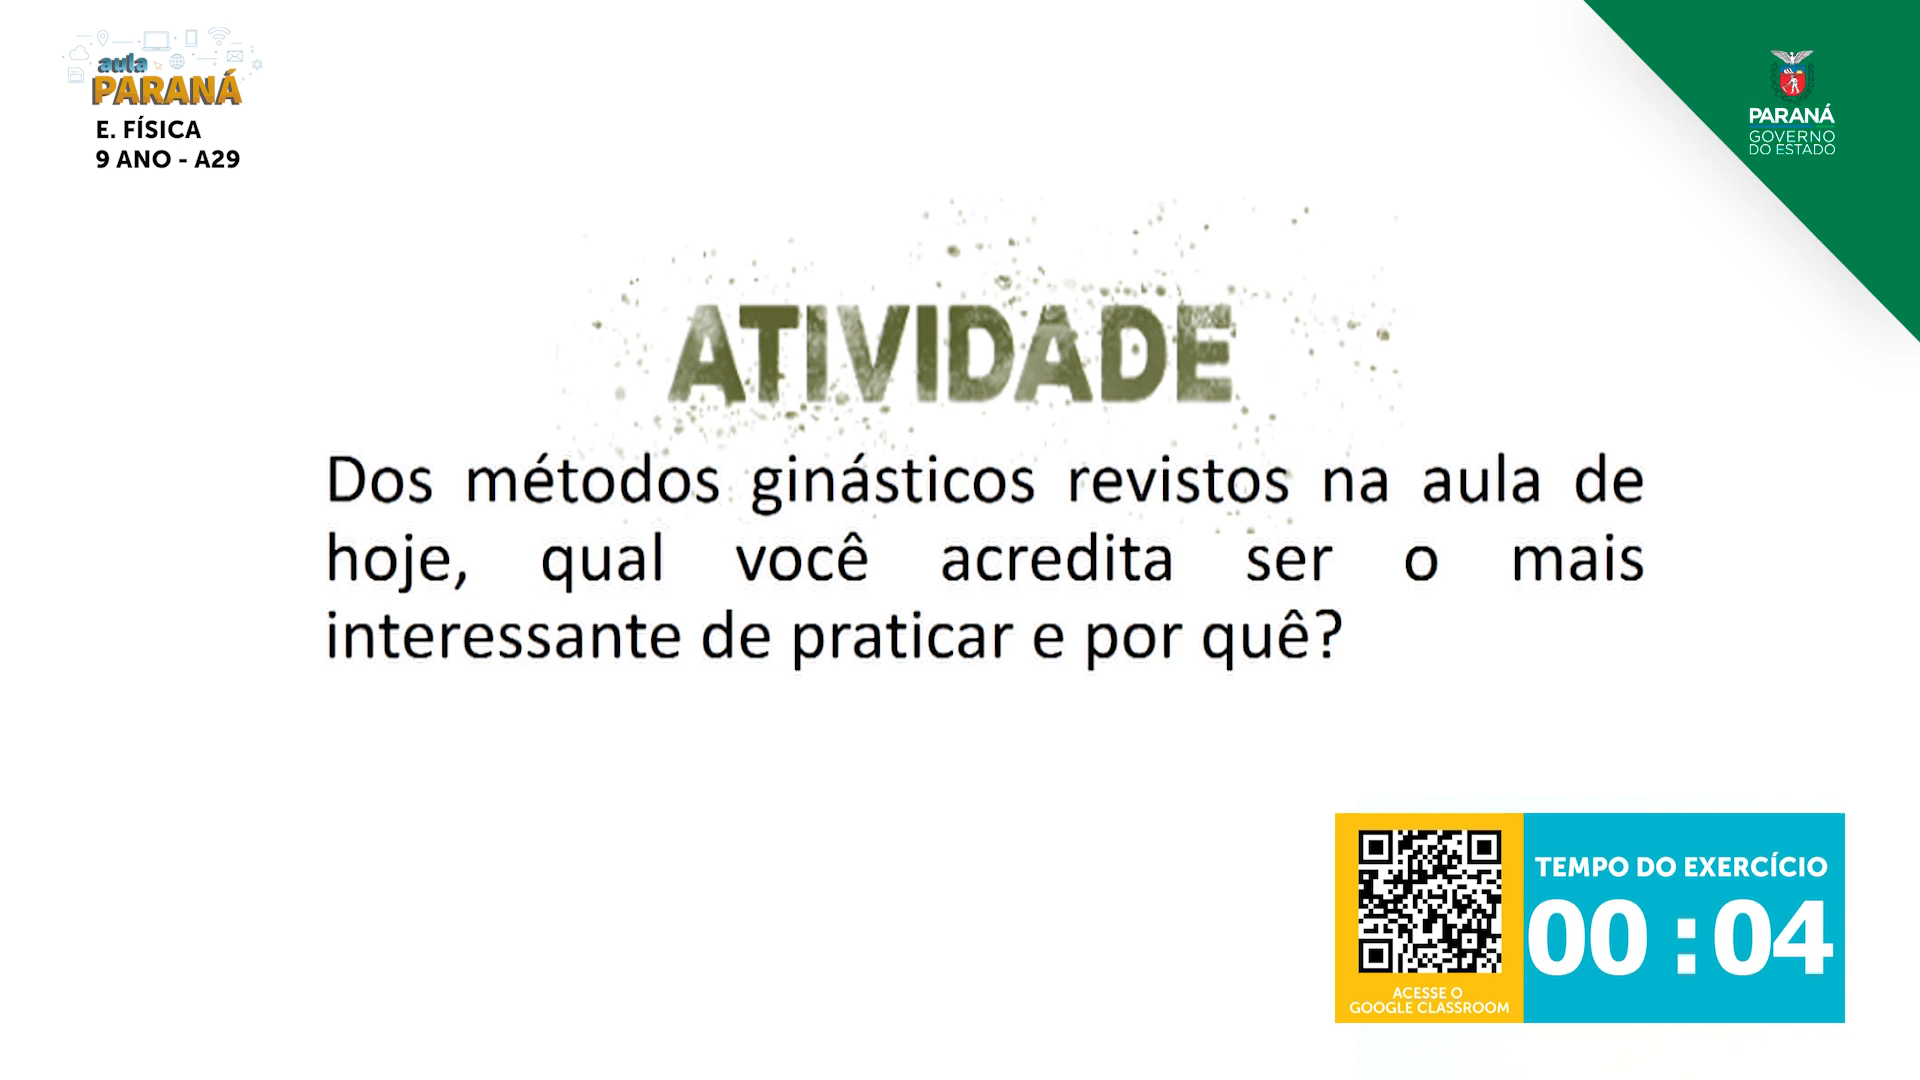 aula
PARANÁ
E. FÍSICA
9 ANO - A29
PARANÁ
GOVERNO
DO ESTADO
ATIVIDADE
Dos métodos ginásticos revistos na aula de
hoje, qual você acredita ser o mais
interessante de praticar e por quê?
TEMPO DO EXERCÍCIO
00 : 04
ACESSE O
GOOGLE CLASSROOM